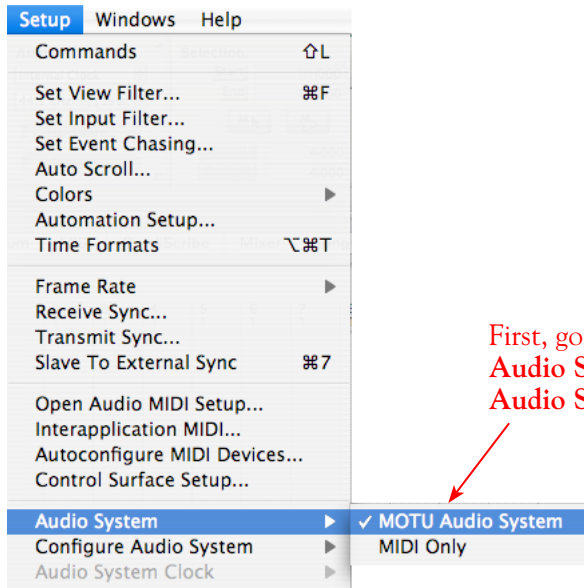 Setup Windows Help
Commands ⇧L
Set View Filter... ⌘F
Set Input Filter...
Set Event Chasing...
Auto Scroll...
Colors ▶
Automation Setup...
Time Formats ⌥⌘T
Frame Rate ▶
Receive Sync...
Transmit Sync...
Slave To External Sync ⌘7
Open Audio MIDI Setup...
Interapplication MIDI...
Autoconfigure MIDI Devices...
Control Surface Setup...
Audio System ▶
Configure Audio System ▶
Audio System Clock ▶
First, go
Audio S
Audio S
✓ MOTU Audio System
MIDI Only